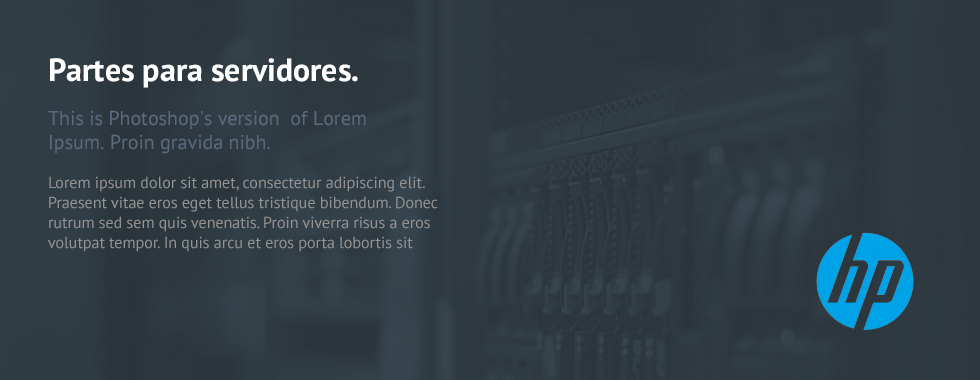 Partes para servidores.
This is Photoshop's version  of Lorem
Ipsum. Proin gravida nibh.
Lorem ipsum dolor sit amet, consectetur adipiscing elit.
Praesent vitae eros eget tellus tristique bibendum. Donec
rutrum sed sem quis venenatis. Proin viverra risus a eros
volutpat tempor. In quis arcu et eros porta lobortis sit
hp